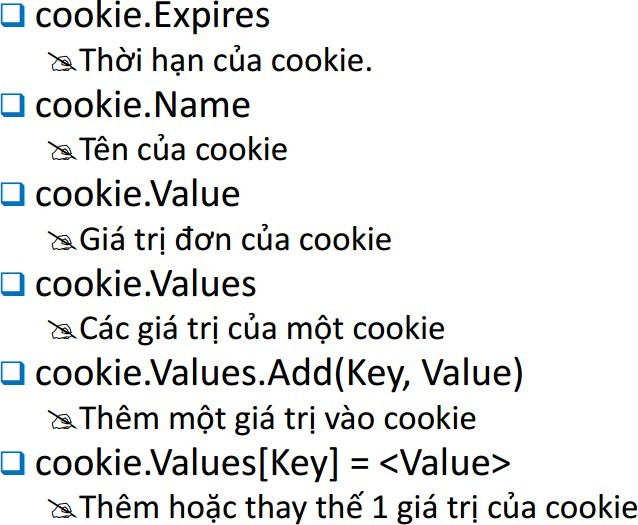 cookie.Expires
Thời hạn của cookie.
cookie.Name
Tên của cookie
cookie.Value
Giá trị đơn của cookie
cookie.Values
Các giá trị của một cookie
cookie.Values.Add(Key, Value)
Thêm một giá trị vào cookie
cookie.Values[Key] = <Value>
Thêm hoặc thay thế 1 giá trị của cookie